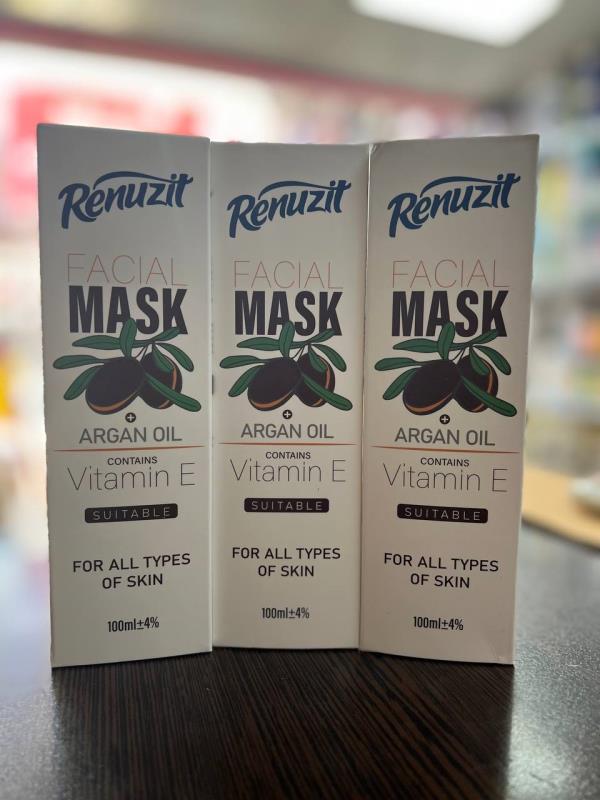 Renuzit
FACIAL
MASK
+
ARGAN OIL
CONTAINS
Vitamin E
SUITABLE
FOR ALL TYPES
OF SKIN
100ml±4%
Renuzit
FACIAL
MASK
+
ARGAN OIL
CONTAINS
Vitamin E
SUITABLE
FOR ALL TYPES
OF SKIN
100ml±4%
Renuzit
FACIAL
MASK
+
ARGAN OIL
CONTAINS
Vitamin E
SUITABLE
FOR ALL TYPES
OF SKIN
100ml±4%